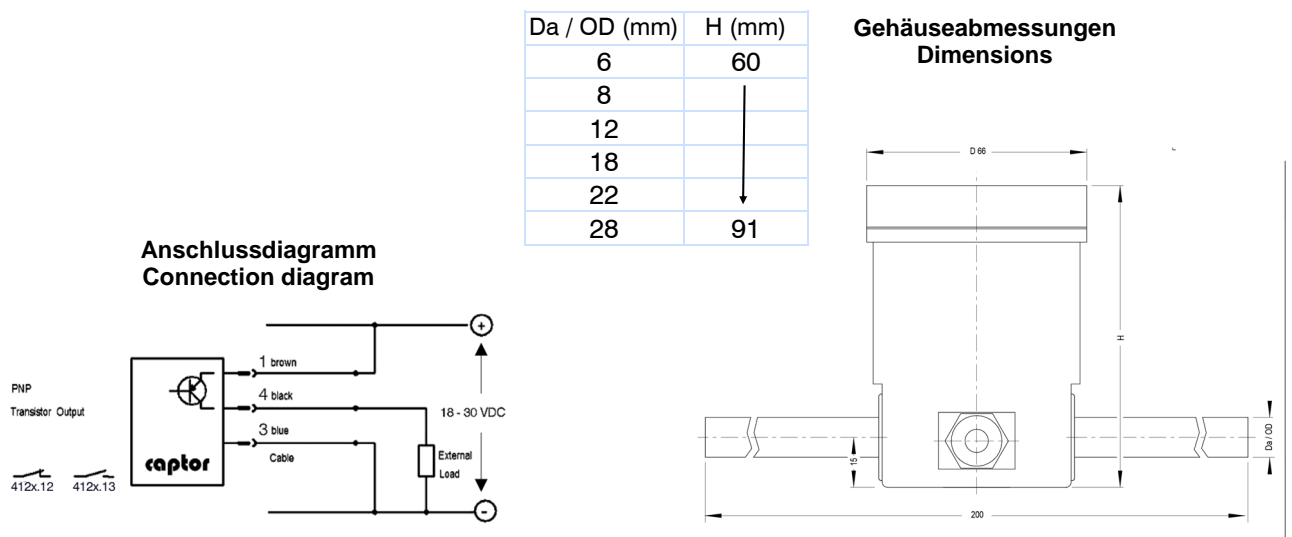 Da / OD (mm) H (mm)
6 60
8
12
18
22
28 91
Gehäuseabmessungen
Dimensions
D 66
H
15
Da / OD
200
Anschlussdiagramm
Connection diagram
+
1 brown
PNP
Transistor Output
4 black
18 - 30 VDC
3 blue
Cable
External
Load
captor
412x.12 412x.13
-